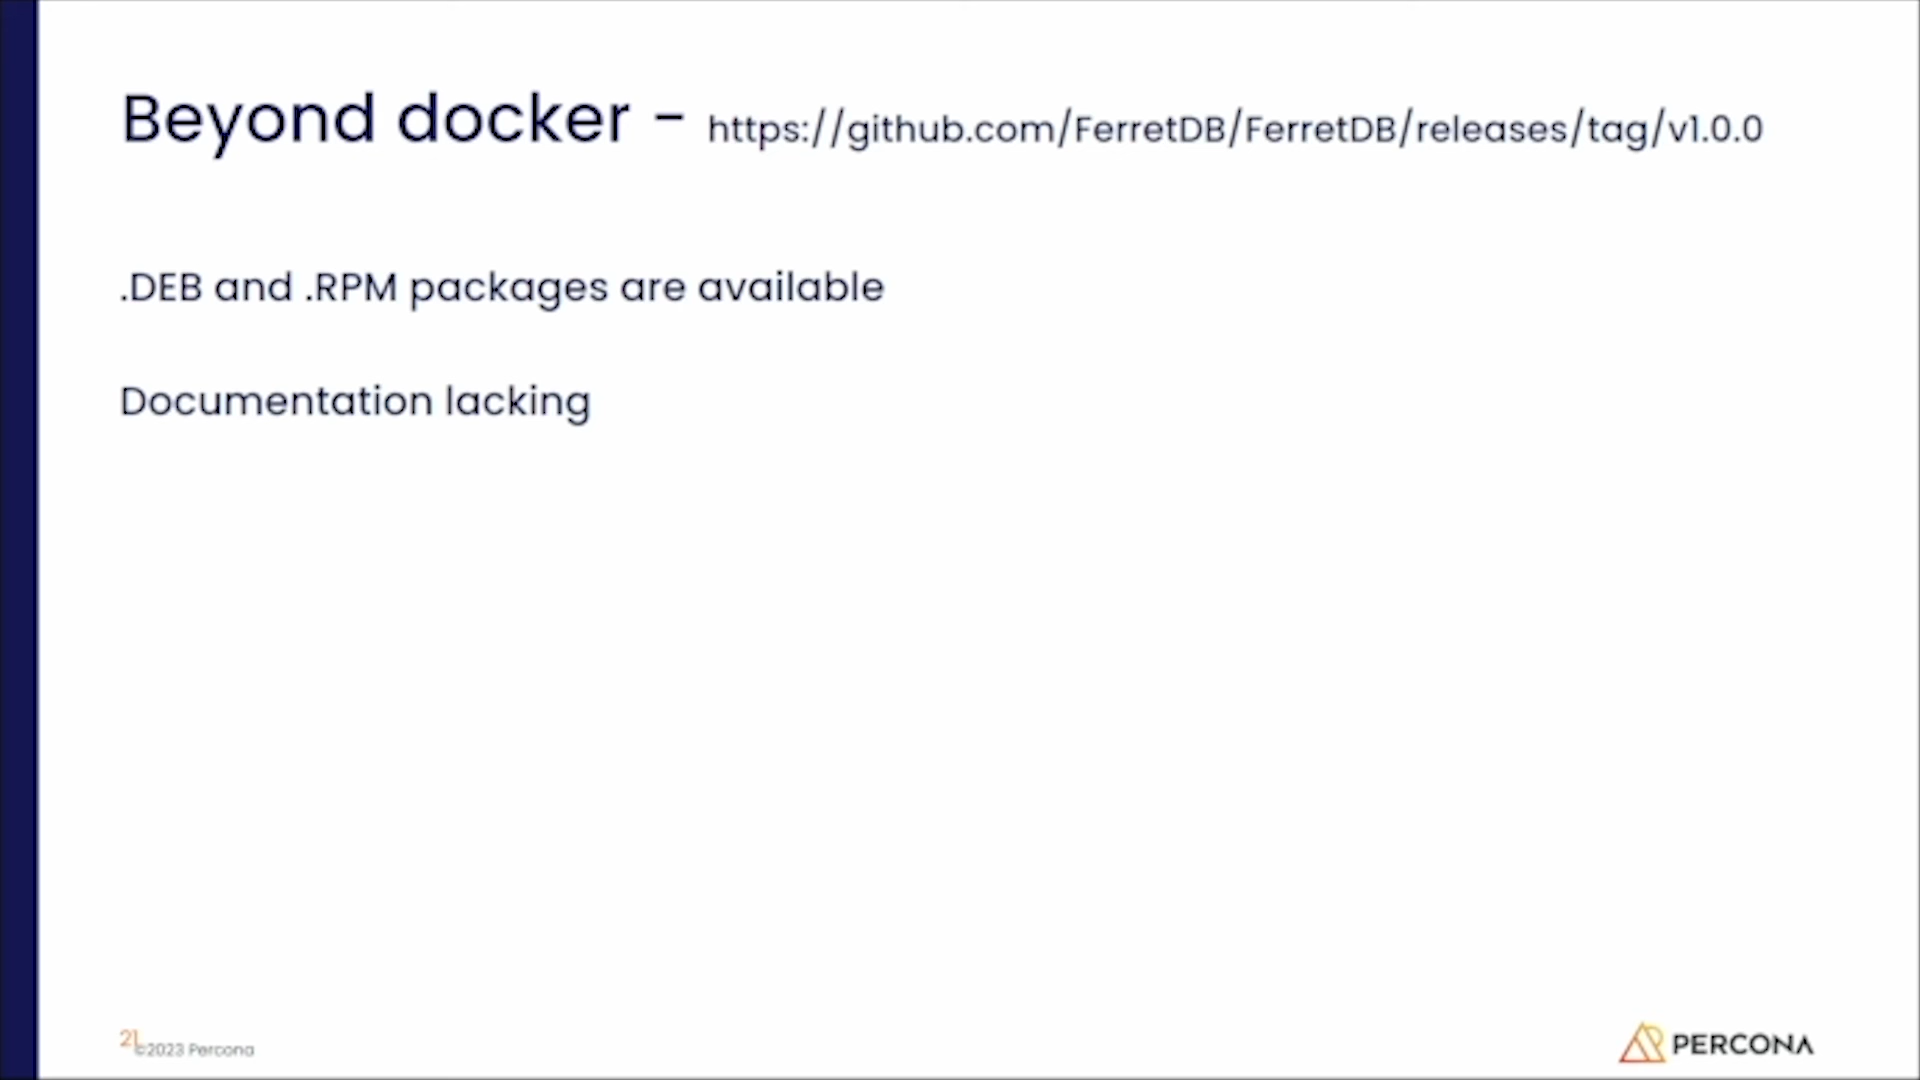 Beyond docker - https://github.com/FerretDB/FerretDB/releases/tag/v1.0.0
.DEB and .RPM packages are available
Documentation lacking
21
©2023 Percona
PERCONA